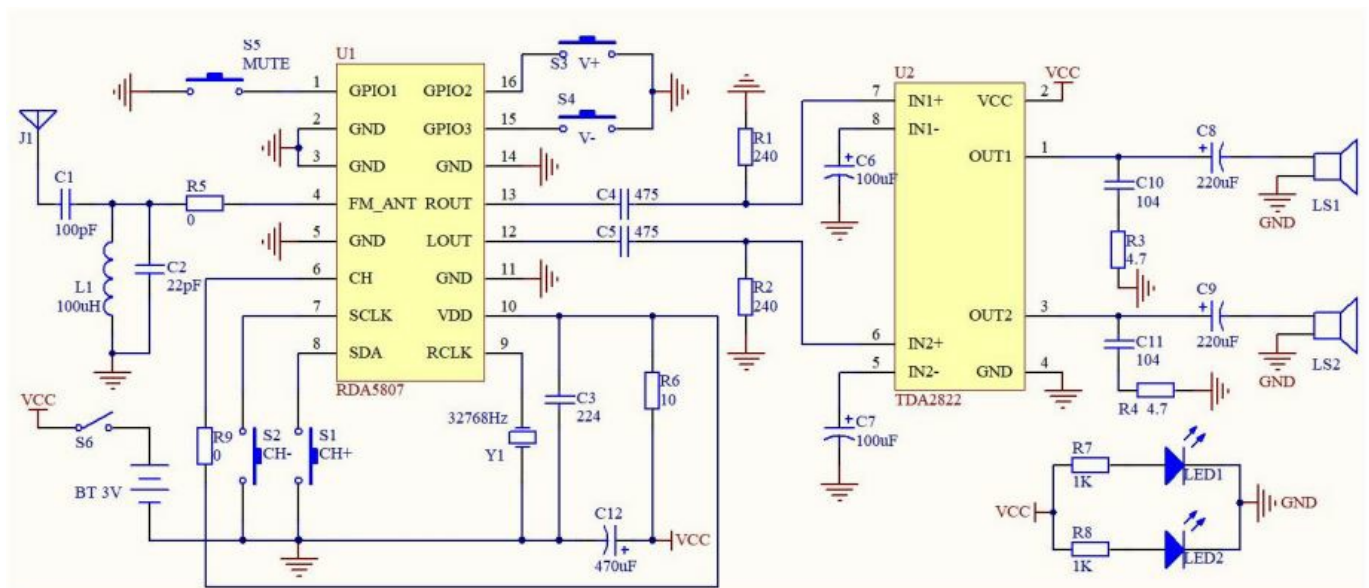 S5
MUTE
U1
1
GPIO1
GPIO2
16
S3
V+
2
GND
GPIO3
15
S4
V-
3
GND
GND
14
J1
C1
100pF
R5
0
4
FM_ANT
ROUT
13
C4
475
5
GND
LOUT
12
C5
475
L1
100uH
C2
22pF
6
CH
GND
11
7
SCLK
VDD
10
8
SDA
RCLK
9
RDA5807
R1
240
R2
240
C6
+
100uF
C7
+
100uF
U2
7
IN1+
VCC
2
VCC
8
IN1-
OUT1
1
6
IN2+
OUT2
3
5
IN2-
GND
4
TDA2822
C8
+
220uF
C10
104
R3
4.7
GND
LS1
C9
+
220uF
C11
104
R4 4.7
GND
LS2
VCC
S6
BT 3V
R9
0
S2
CH-
S1
CH+
32768Hz
Y1
C3
224
R6
10
C12
+
470uF
VCC
R7
1K
LED1
VCC
GND
R8
1K
LED2